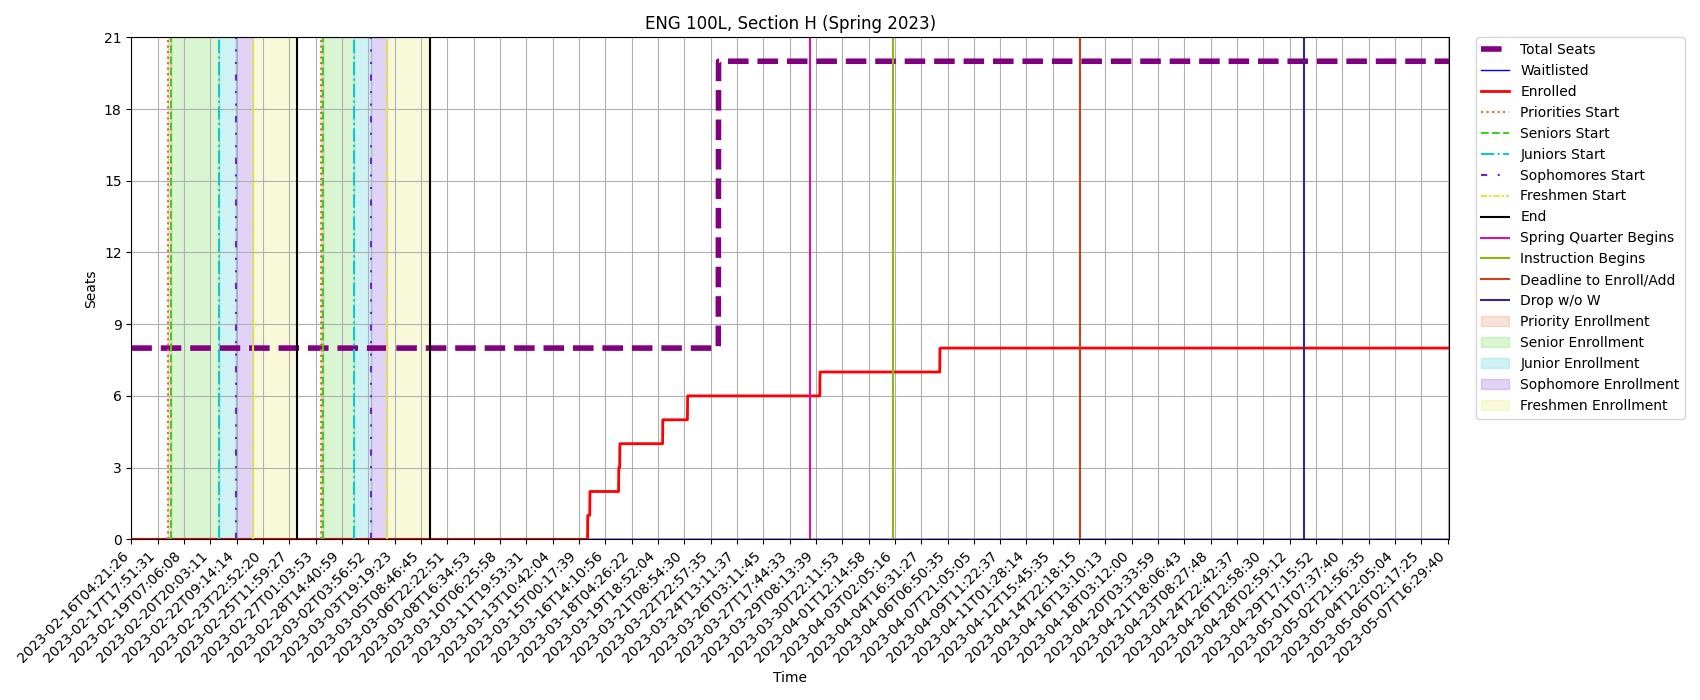 ENG 100L, Section H (Spring 2023)
21
18
15
12
9
6
3
0
Seats
2023-02-16T04:21:26
2023-02-17T17:51:31
2023-02-19T07:06:08
2023-02-20T20:03:11
2023-02-22T09:14:14
2023-02-23T22:52:20
2023-02-25T11:59:27
2023-02-27T01:03:53
2023-02-28T14:40:59
2023-03-02T03:56:52
2023-03-03T19:19:23
2023-03-05T08:46:45
2023-03-06T22:22:51
2023-03-08T16:34:53
2023-03-10T06:25:58
2023-03-11T19:53:31
2023-03-13T10:42:04
2023-03-15T00:17:39
2023-03-16T14:10:56
2023-03-18T04:26:22
2023-03-19T18:52:04
2023-03-21T08:54:30
2023-03-22T22:57:35
2023-03-24T13:11:37
2023-03-26T03:11:45
2023-03-27T17:44:33
2023-03-29T08:13:39
2023-03-30T22:11:53
2023-04-01T12:14:58
2023-04-03T02:05:16
2023-04-04T16:31:27
2023-04-06T06:50:35
2023-04-07T21:05:05
2023-04-09T11:22:37
2023-04-11T01:28:14
2023-04-12T15:45:35
2023-04-14T22:18:15
2023-04-16T13:10:13
2023-04-18T03:12:00
2023-04-20T03:33:59
2023-04-21T18:06:43
2023-04-23T08:27:48
2023-04-24T22:42:37
2023-04-26T12:58:30
2023-04-28T02:59:12
2023-04-29T17:15:52
2023-05-01T07:37:40
2023-05-02T21:56:35
2023-05-04T12:05:04
2023-05-06T02:17:25
2023-05-07T16:29:40
Time
Total Seats
Waitlisted
Enrolled
Priorities Start
Seniors Start
Juniors Start
Sophomores Start
Freshmen Start
End
Spring Quarter Begins
Instruction Begins
Deadline to Enroll/Add
Drop w/o W
Priority Enrollment
Senior Enrollment
Junior Enrollment
Sophomore Enrollment
Freshmen Enrollment